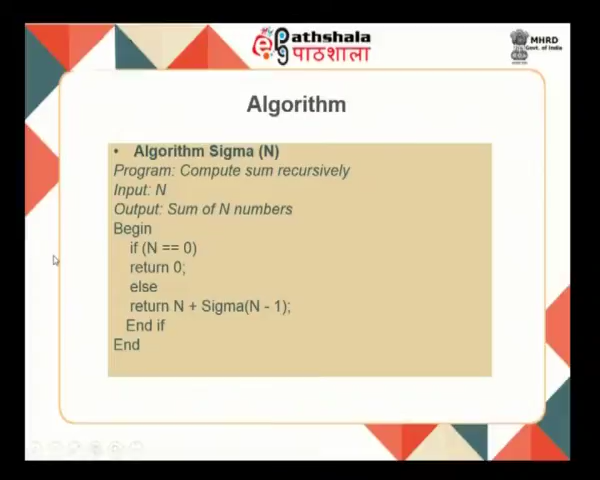 epg pathshala
पाठशाला
MHRD
Govt. of India
Algorithm
• Algorithm Sigma (N)
Program: Compute sum recursively
Input: N
Output: Sum of N numbers
Begin
if (N == 0)
return 0;
else
return N + Sigma(N - 1);
End if
End